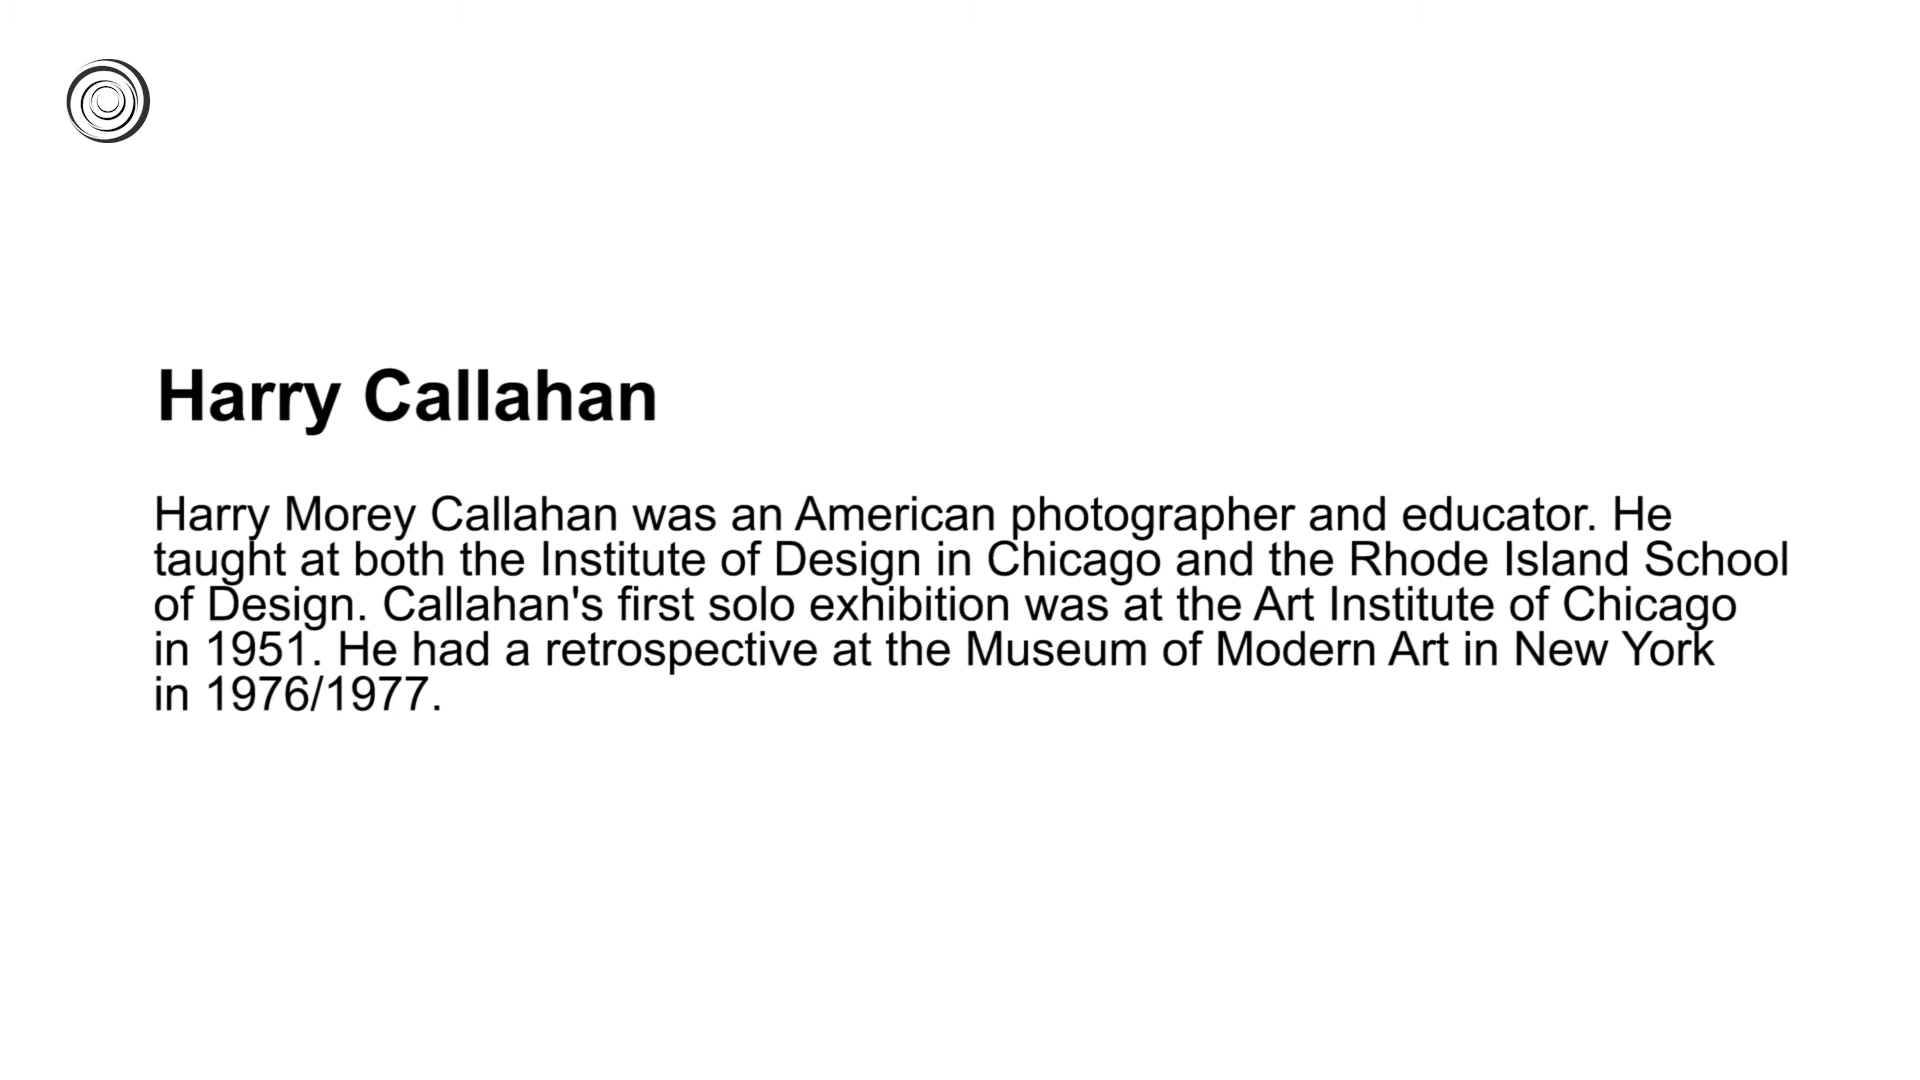 Harry Callahan
Harry Morey Callahan was an American photographer and educator. He
taught at both the Institute of Design in Chicago and the Rhode Island School
of Design. Callahan's first solo exhibition was at the Art Institute of Chicago
in 1951. He had a retrospective at the Museum of Modern Art in New York
in 1976/1977.